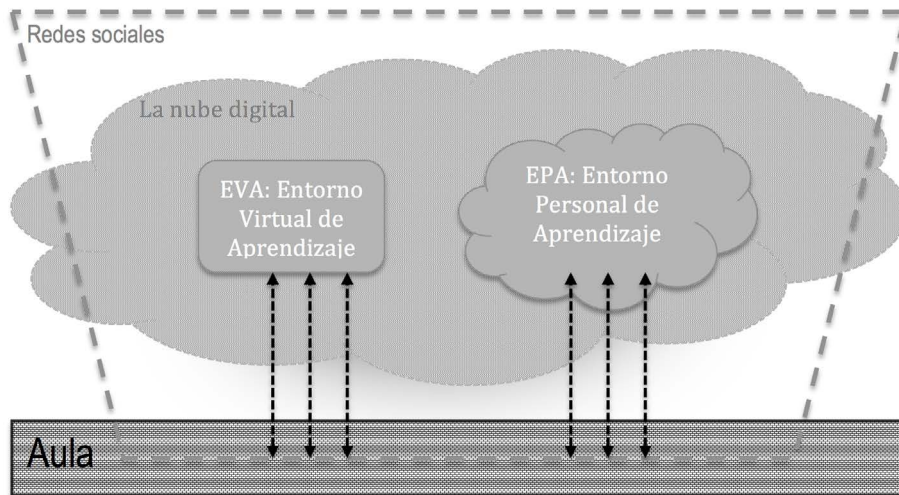 Redes sociales
La nube digital
EVA: Entorno
Virtual de
Aprendizaje
EPA: Entorno
Personal de
Aprendizaje
Aula